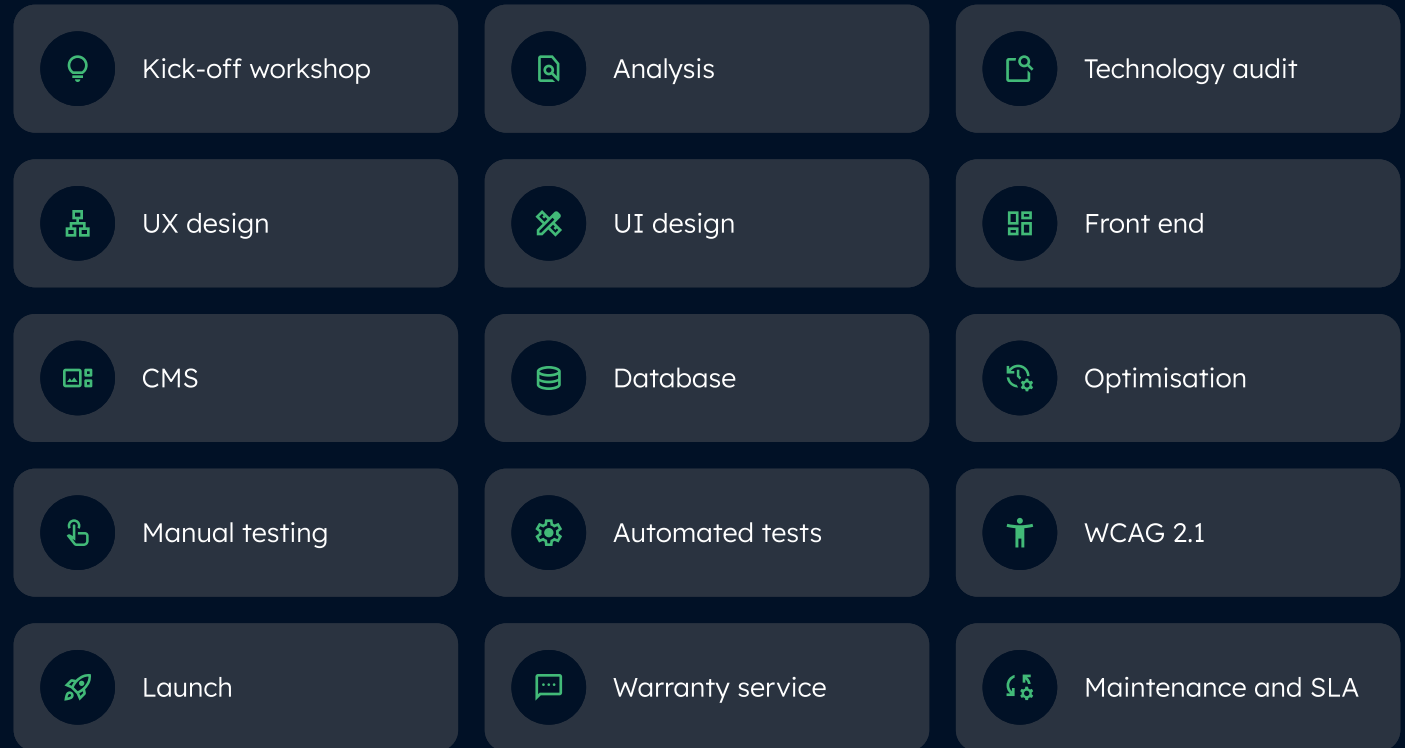 Kick-off workshop
Analysis
Technology audit
UX design
UI design
Front end
CMS
Database
Optimisation
Manual testing
Automated tests
WCAG 2.1
Launch
Warranty service
Maintenance and SLA